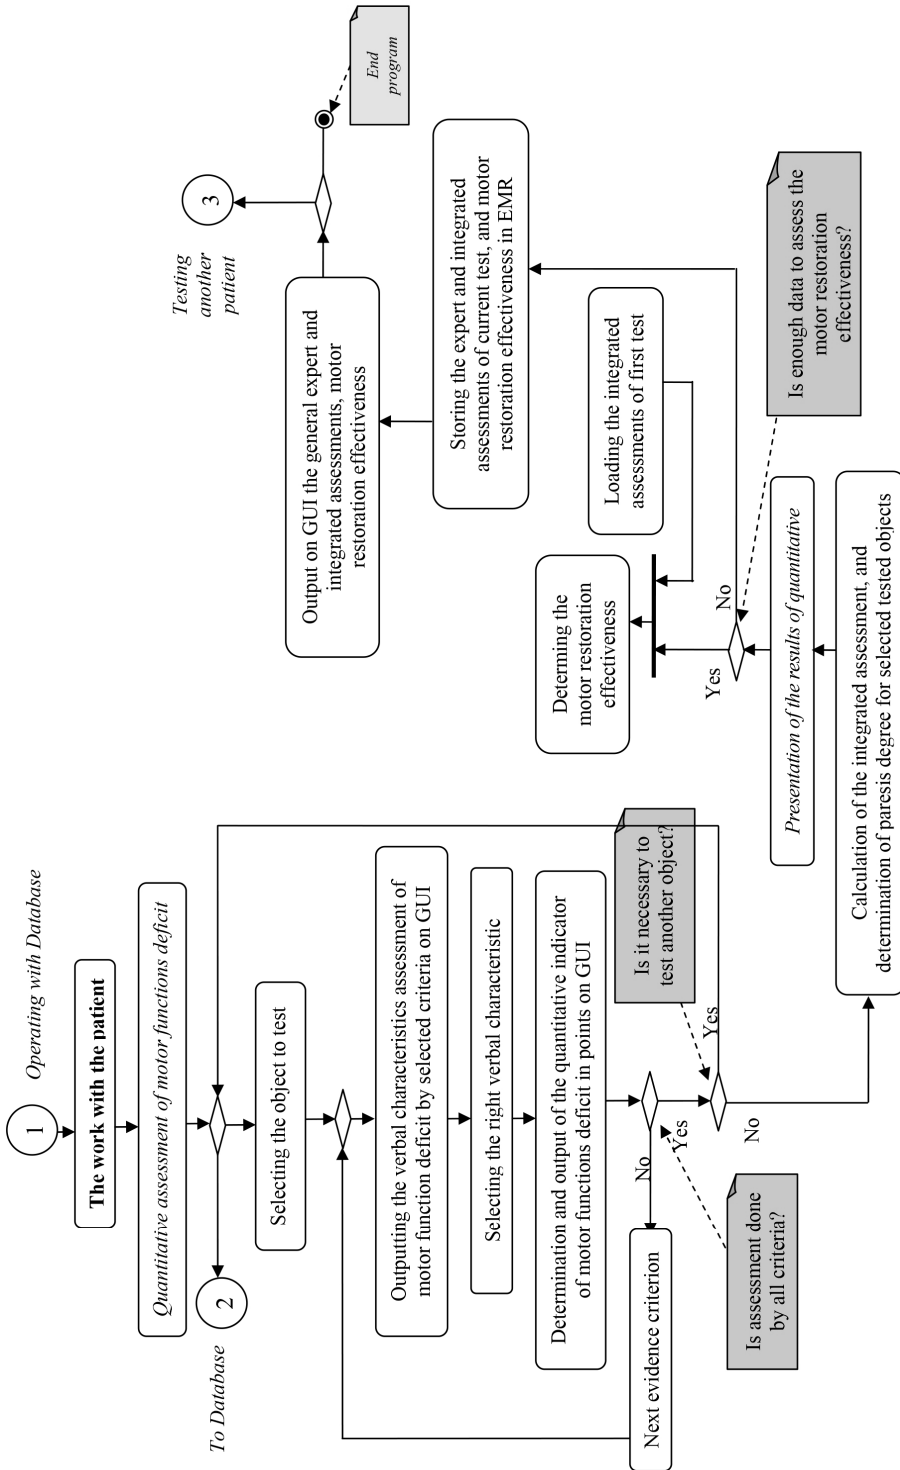 1
Operating with Database
The work with the patient
Quantitative assessment of motor functions deficit
2
To Database
Selecting the object to test
Outputting the verbal characteristics assessment of
motor function deficit by selected criteria on GUI
Selecting the right verbal characteristic
Determination and output of the quantitative indicator
of motor functions deficit in points on GUI
No
Yes
Next evidence criterion
Is assessment done
by all criteria?
Is it necessary to
test another object?
Yes
No
Calculation of the integrated assessment, and
determination of paresis degree for selected tested objects
Presentation of the results of quantitative
Yes
No
Is enough data to assess the
motor restoration
effectiveness?
Determining the
motor restoration
effectiveness
Loading the integrated
assessments of first test
Storing the expert and integrated
assessments of current test, and motor
restoration effectiveness in EMR
Output on GUI the general expert and
integrated assessments, motor
restoration effectiveness
Testing
another
patient
3
End
program